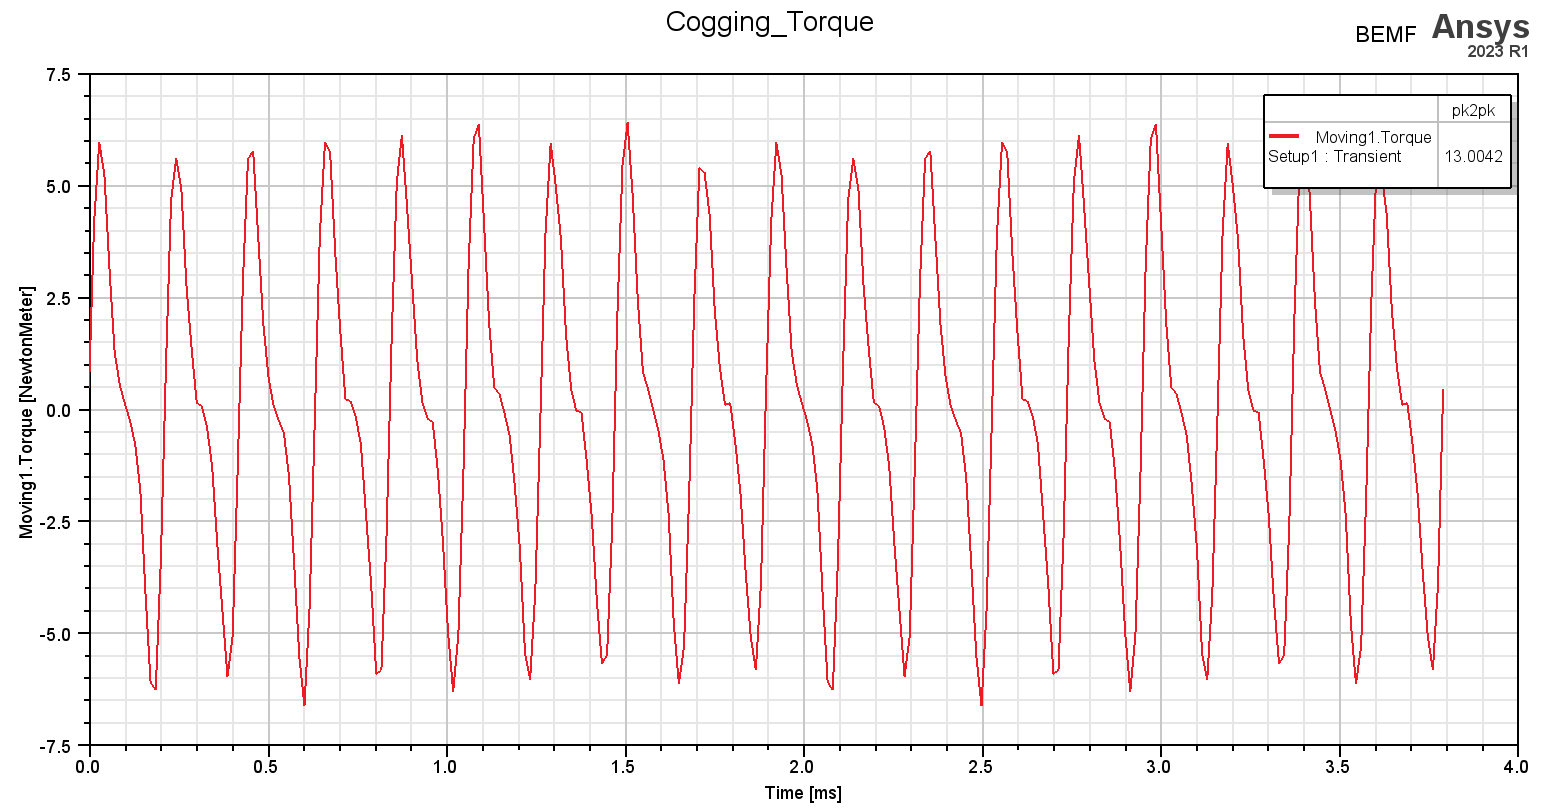 Cogging_Torque
BEMF
Ansys
2023 R1
7.5
5.0
2.5
0.0
-2.5
-5.0
-7.5
Moving1.Torque [NewtonMeter]
pk2pk
Moving1.Torque
Setup1 : Transient 13.0042
0.0 0.5 1.0 1.5 2.0 2.5 3.0 3.5 4.0
Time [ms]